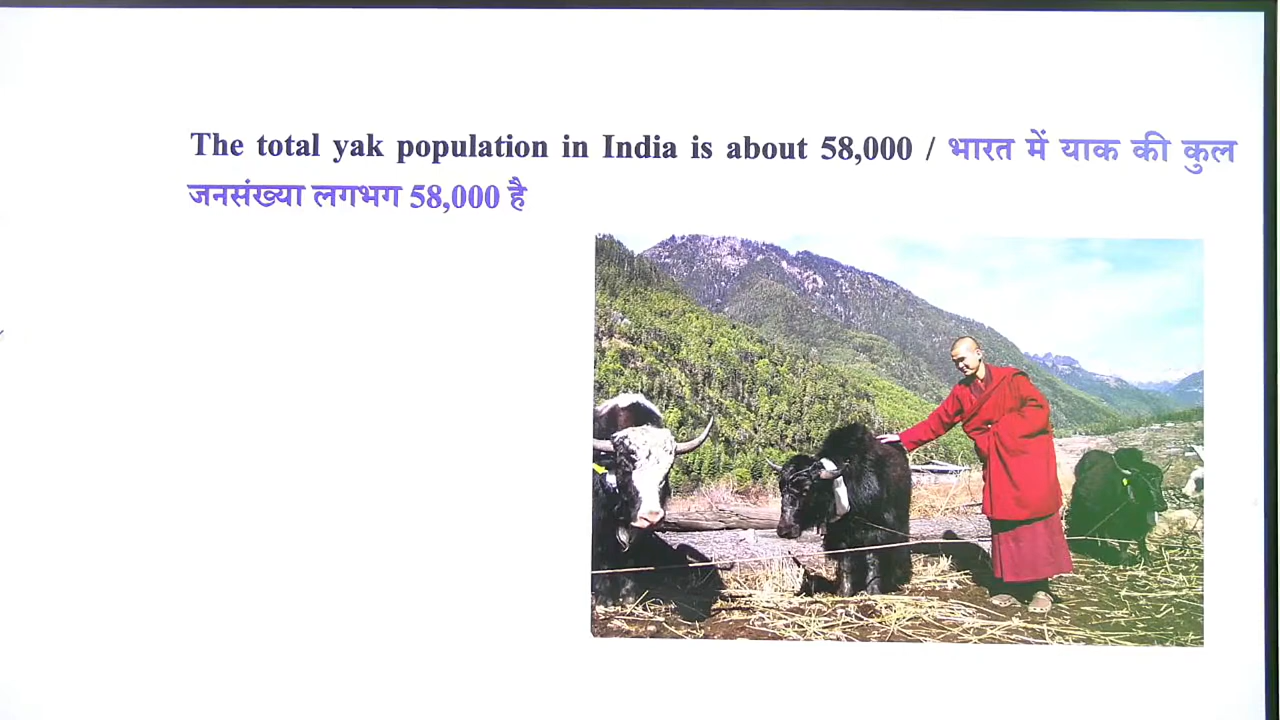 The total yak population in India is about 58,000 / भारत में याक की कुल
जनसंख्या लगभग 58,000 है